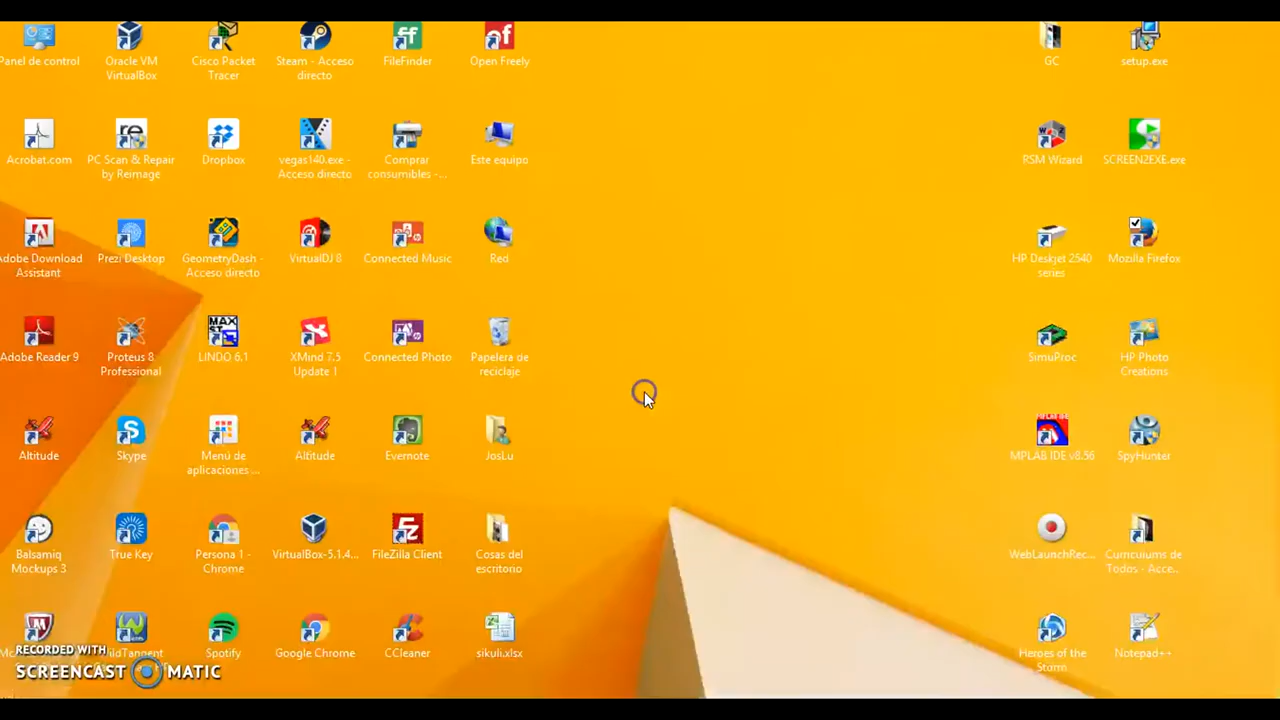 Panel de control
Oracle VM
VirtualBox
Cisco Packet
Tracer
Steam - Acceso
directo
FileFinder
Open Freely
GC
setup.exe
Acrobat.com
PC Scan & Repair
by Reimage
Dropbox
vegas140.exe -
Acceso directo
Comprar
consumibles -...
Este equipo
RSM Wizard
SCREEN2EXE.exe
Adobe Download
Assistant
Prezi Desktop
GeometryDash -
Acceso directo
VirtualDJ 8
Connected Music
Red
HP Deskjet 2540
series
Mozilla Firefox
Adobe Reader 9
Proteus 8
Professional
MAX
ST
LINDO 6.1
XMind 7.5
Update 1
Connected Photo
Papelera de
reciclaje
SimuProc
HP Photo
Creations
Altitude
Skype
Menú de
aplicaciones ...
Altitude
Evernote
JosLu
MPLAB IDE v8.56
SpyHunter
Balsamiq
Mockups 3
True Key
Persona 1 -
Chrome
VirtualBox-5.1.4...
FileZilla Client
Cosas del
escritorio
WebLaunchRec...
Curriculums de
Todos - Acce...
Spotify
Google Chrome
CCleaner
sikuli.xlsx
Heroes of the
Storm
Notepad++
RECORDED WITH
SCREENCAST MATIC